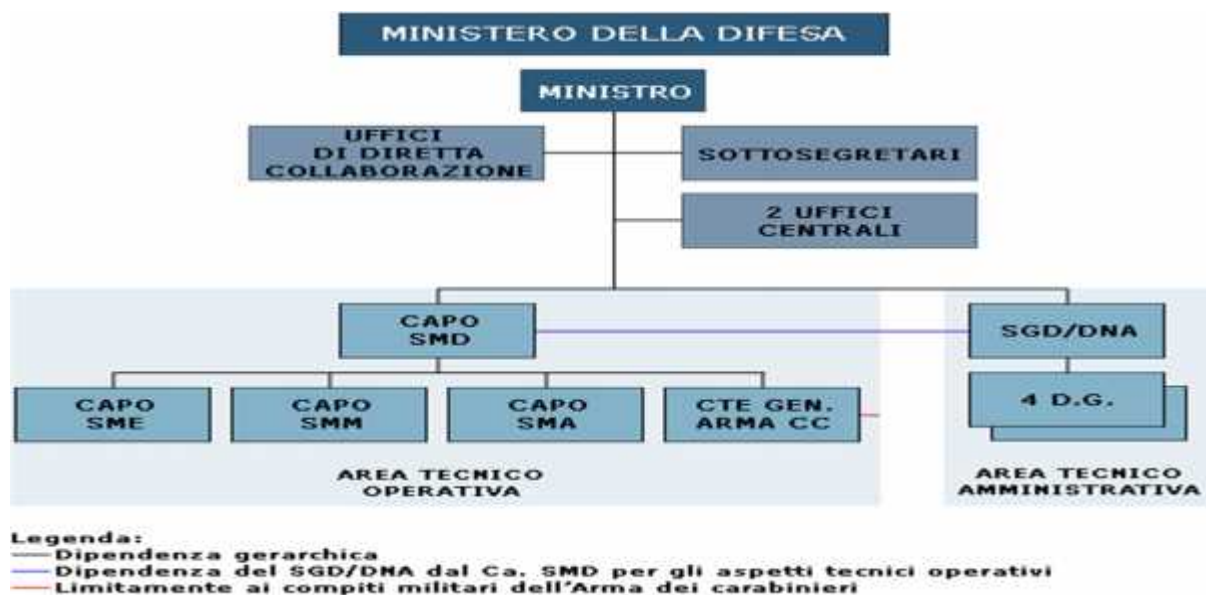 MINISTERO DELLA DIFESA
MINISTRO
UFFICI
DI DIRETTA
COLLABORAZIONE
SOTTOSEGRETARI
2 UFFICI
CENTRALI
CAPO
SMD
SGD/DNA
CAPO
SME
CAPO
SMM
CAPO
SMA
CTE GEN.
ARMA CC
4 D.G.
AREA TECNICO
OPERATIVA
AREA TECNICO
AMMINISTRATIVA
Legenda:
Dipendenza gerarchica
Dipendenza del SGD/DNA dal Ca. SMD per gli aspetti tecnici operativi
Limitamente ai compiti militari dell'Arma dei carabinieri